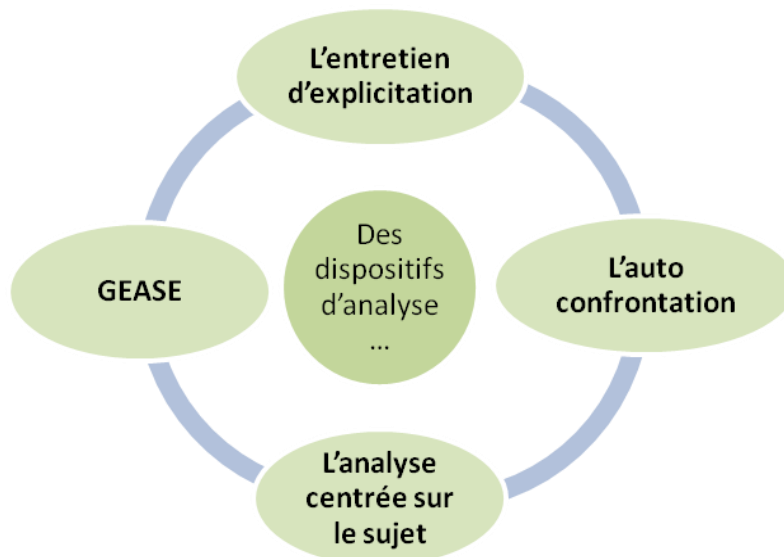 L’entretien
d’explicitation
GEASE
Des
dispositifs
d’analyse
...
L’auto
confrontation
L’analyse
centrée sur
le sujet